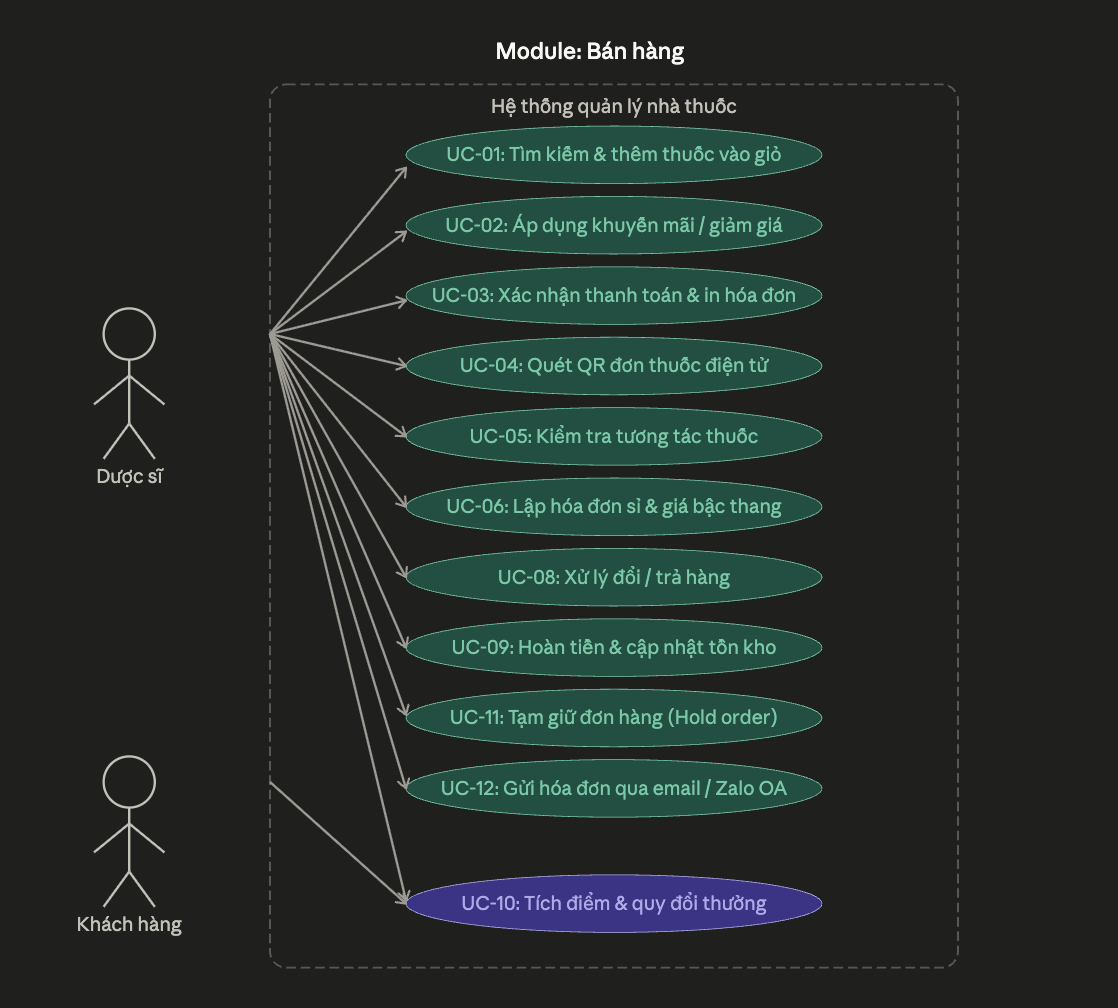 Module: Bán hàng
Hệ thống quản lý nhà thuốc
UC-01: Tìm kiếm & thêm thuốc vào giỏ
UC-02: Áp dụng khuyến mãi / giảm giá
UC-03: Xác nhận thanh toán & in hóa đơn
UC-04: Quét QR đơn thuốc điện tử
UC-05: Kiểm tra tương tác thuốc
Dược sĩ
UC-06: Lập hóa đơn sỉ & giá bậc thang
UC-08: Xử lý đổi / trả hàng
UC-09: Hoàn tiền & cập nhật tồn kho
UC-11: Tạm giữ đơn hàng (Hold order)
UC-12: Gửi hóa đơn qua email / Zalo OA
UC-10: Tích điểm & quy đổi thưởng
Khách hàng